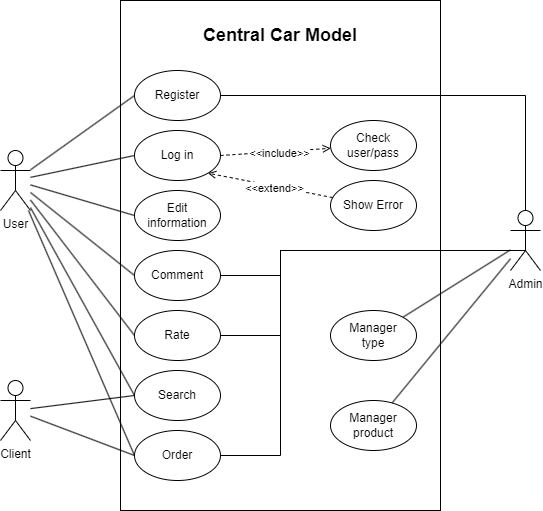 Central Car Model
Register
Log in
<<include>>
Check
user/pass
<<extend>>
Show Error
Edit
information
User
Comment
Admin
Rate
Manager
type
Search
Manager
product
Client
Order